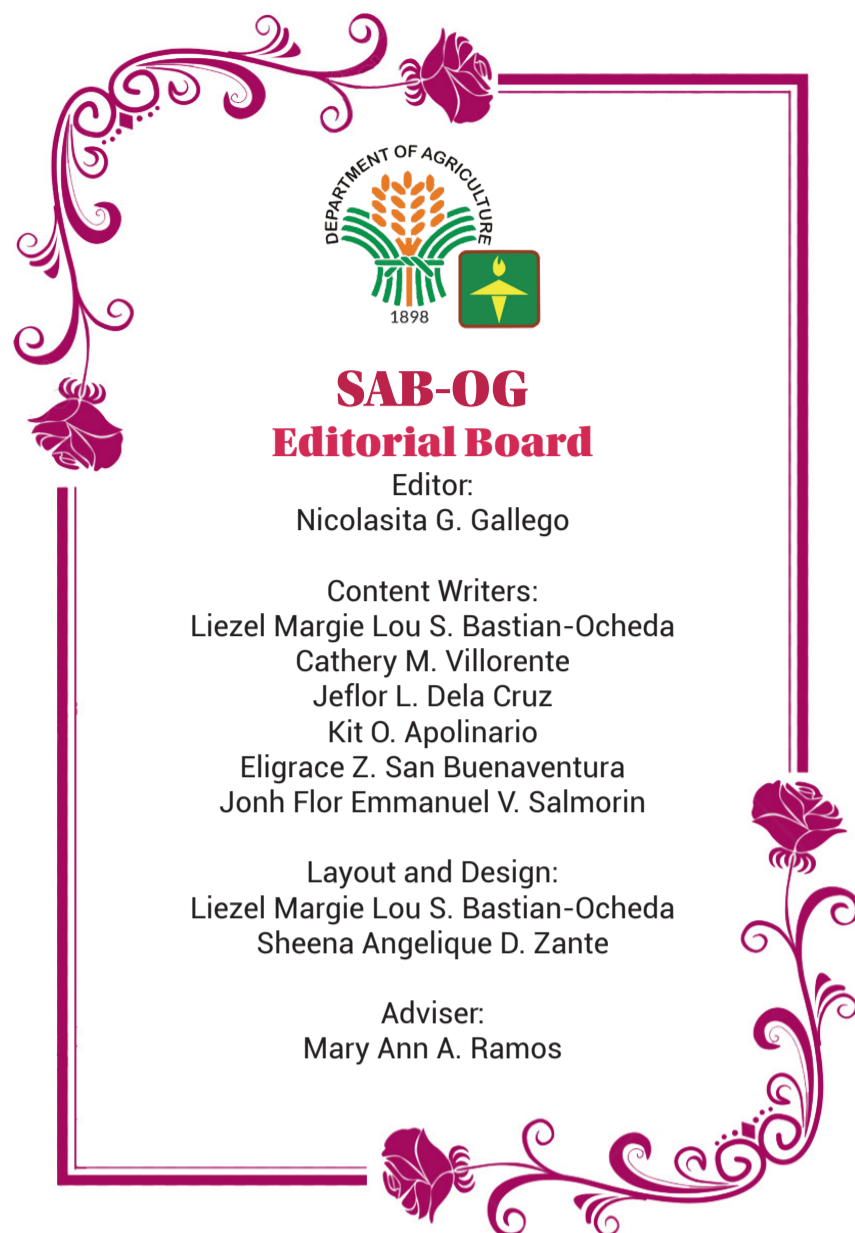 DEPARTMENT OF AGRICULTURE
1898
SAB-OG
Editorial Board
Editor:
Nicolasita G. Gallego
Content Writers:
Liezel Margie Lou S. Bastian-Ocheda
Cathery M. Villorente
Jeflor L. Dela Cruz
Kit O. Apolinario
Eligrace Z. San Buenaventura
Jonh Flor Emmanuel V. Salmorin
Layout and Design:
Liezel Margie Lou S. Bastian-Ocheda
Sheena Angelique D. Zante
Adviser:
Mary Ann A. Ramos